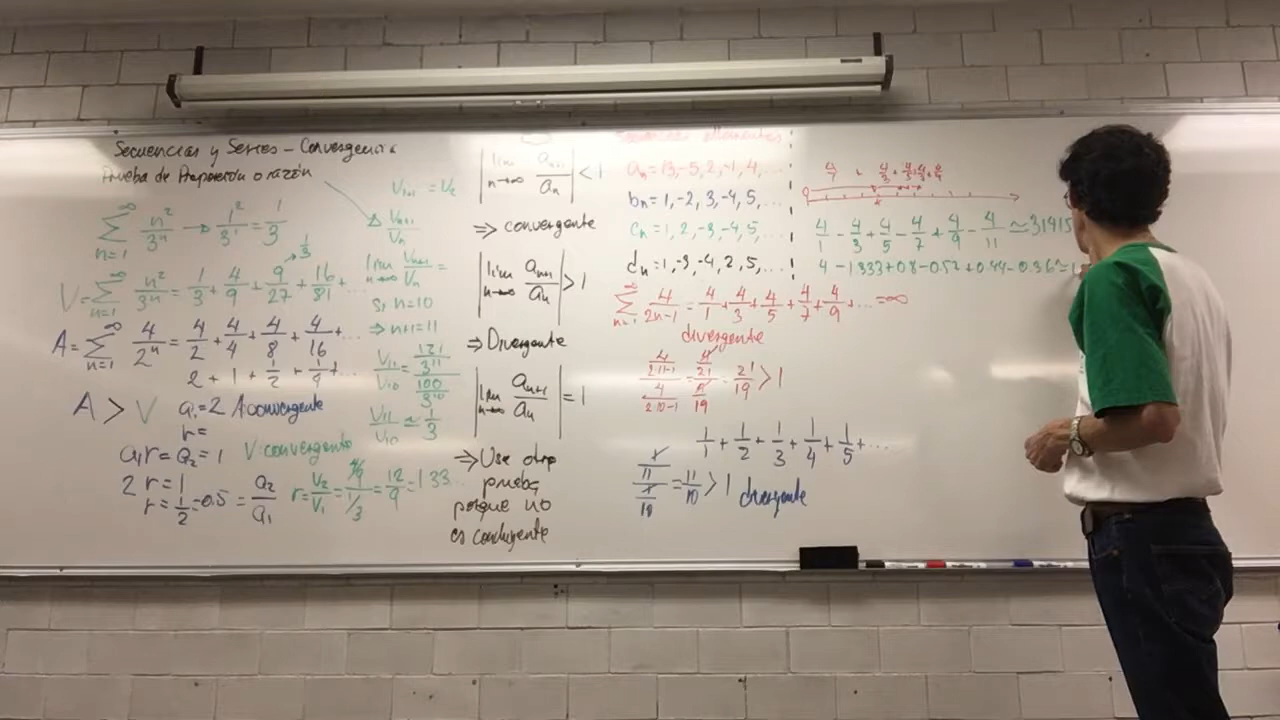 Secuencias y Series – Convergencia
Prueba de Proporción o razón
∑_{n=1}^{∞} n²/3ⁿ → 1²/3¹ = 1/3
V = ∑_{n=1}^{∞} n²/3ⁿ = 1/3 + 4/9 + 9/27 + 16/81 + ...
1/3
A = ∑_{n=1}^{∞} 4/2ⁿ = 4/2 + 4/4 + 4/8 + 4/16 + ...
2 + 1 + 1/2 + 1/4 + ...
A > V
a₁ = 2 A convergente
r =
a₁r = a₂ = 1
V convergente
2r = 1
r = 1/2 = 0.5 = a₂/a₁
r = V₂/V₁ = 4/9 / 1/3 = 12/9 = 1.33...
Vₙ₊₁/Vₙ
lim n→∞ Vₙ₊₁/Vₙ =
si n=10
⇒ n+1=11
V₁₁/V₁₀ = 121/3¹¹ / 100/3¹⁰
V₁₁/V₁₀ ≈ 1/3
|lim n→∞ aₙ₊₁/aₙ| < 1
⇒ convergente
|lim n→∞ aₙ₊₁/aₙ| > 1
⇒ Divergente
|lim n→∞ aₙ₊₁/aₙ| = 1
⇒ Use otra
prueba
porque no
es concluyente
aₙ = 13, -5, 2, -1, 4, ...
bₙ = 1, -2, 3, -4, 5, ...
cₙ = 1, 2, -3, -4, 5, ...
dₙ = 1, -3, -4, 2, 5, ...
∑_{n=1}^{∞} 4/2n-1 = 4/1 + 4/3 + 4/5 + 4/7 + 4/9 + ... = ∞
divergente
4/2·11-1 / 4/2·10-1 = 4/21 / 4/19 = 21/19 > 1
1/1 + 1/2 + 1/3 + 1/4 + 1/5 + ...
1/11 / 1/10 = 11/10 > 1 divergente
4/1 - 4/3 + 4/5 - 4/7 + 4/9 - 4/11 ≈ 31415
4 - 1.333 + 0.8 - 0.57 + 0.44 - 0.36 ≈